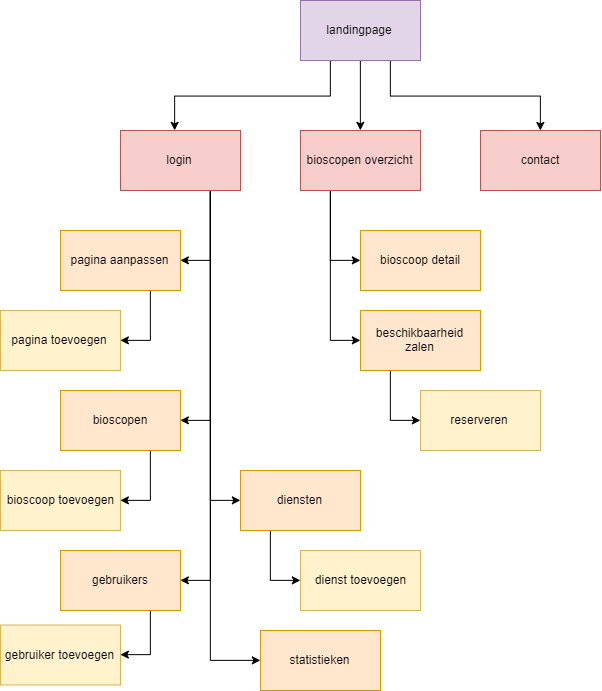 landingpage
login
bioscopen overzicht
contact
pagina aanpassen
bioscoop detail
pagina toevoegen
beschikbaarheid
zalen
bioscopen
reserveren
bioscoop toevoegen
diensten
gebruikers
dienst toevoegen
gebruiker toevoegen
statistieken